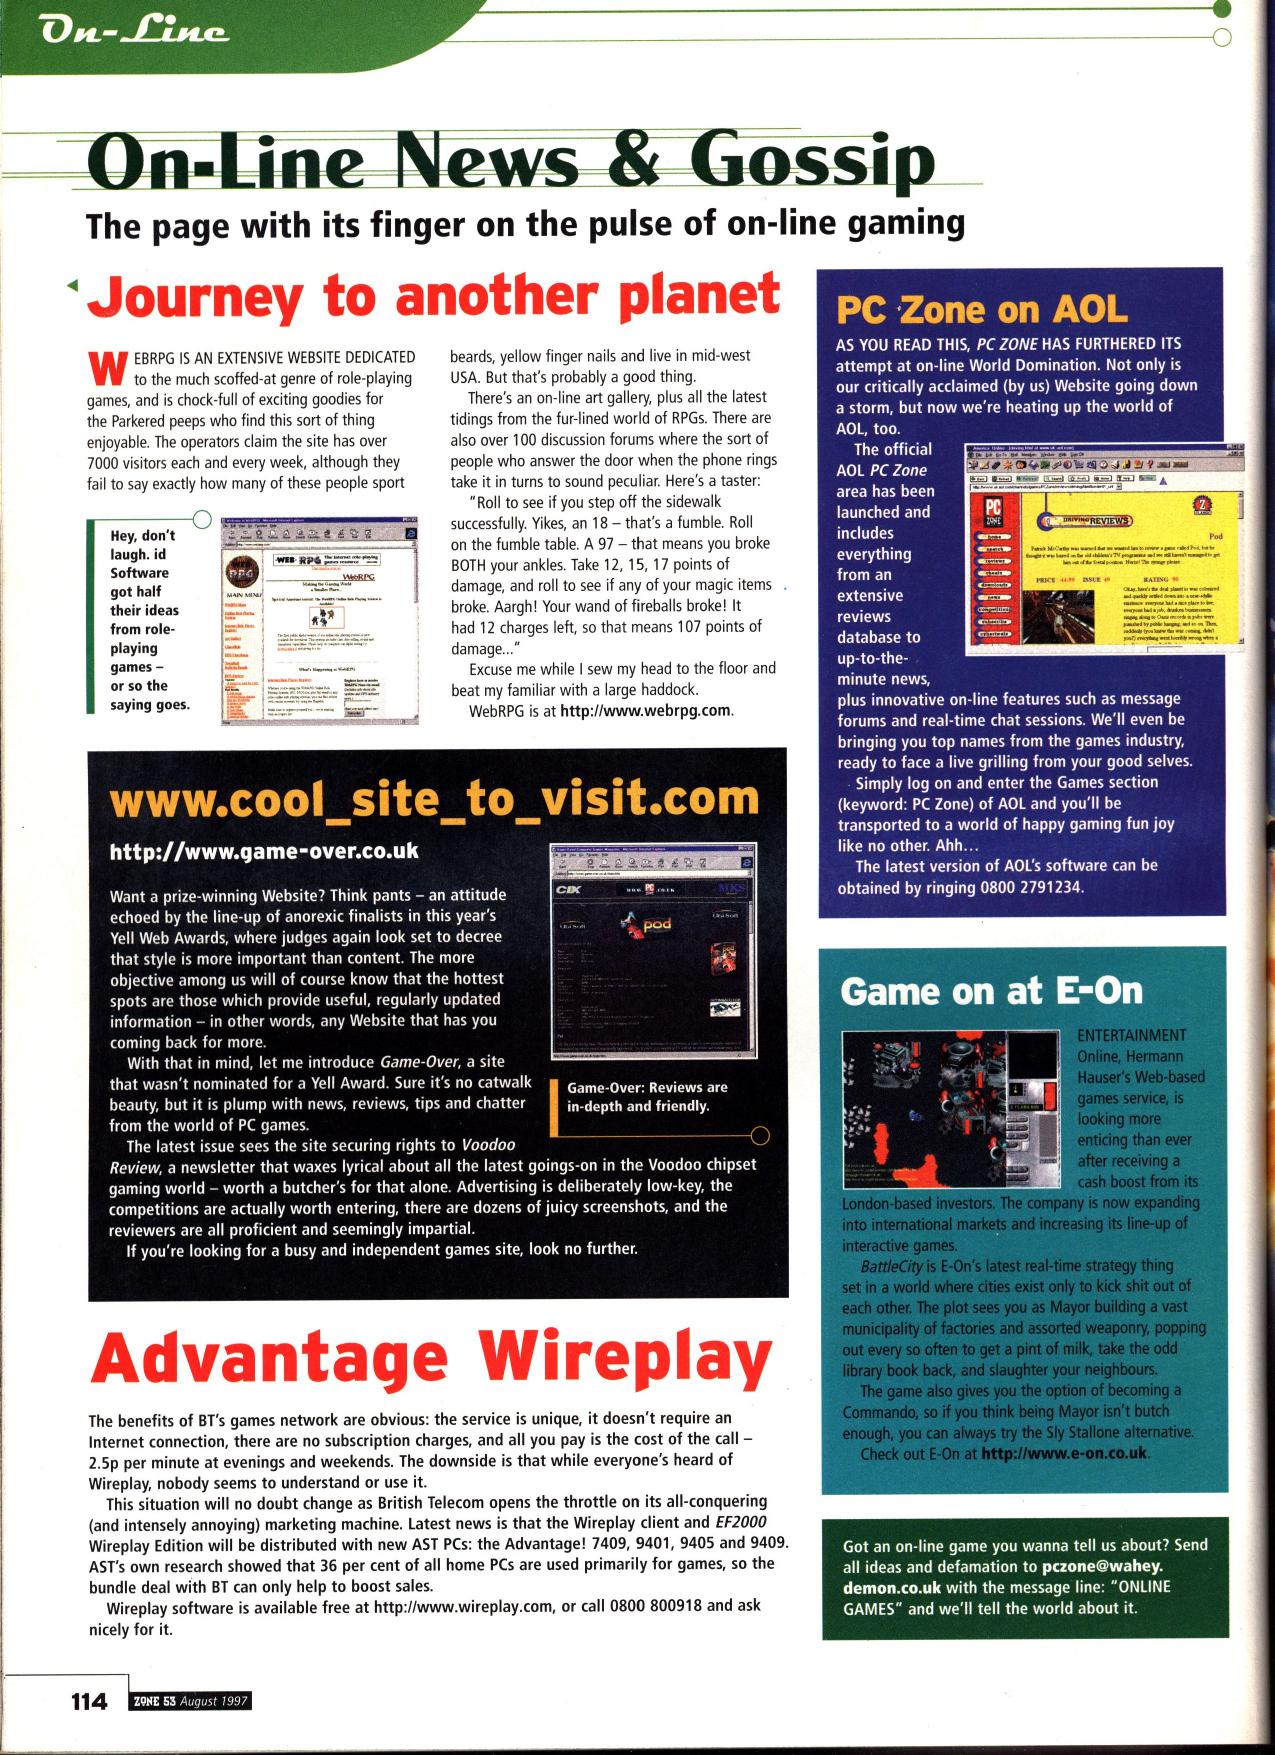 On-Line
On-Line News & Gossip
The page with its finger on the pulse of on-line gaming
Journey to another planet
WEBRPG IS AN EXTENSIVE WEBSITE DEDICATED
to the much scoffed-at genre of role-playing
games, and is chock-full of exciting goodies for
the Parkered peeps who find this sort of thing
enjoyable. The operators claim the site has over
7000 visitors each and every week, although they
fail to say exactly how many of these people sport
Hey, don't
laugh. id
Software
got half
their ideas
from role-
playing
games –
or so the
saying goes.
WEB RPG The internet role-playing
games resource
WebRPG
Making the Gaming World
a Smaller Place...
MAIN MENU
What's Happening at WebRPG
beards, yellow finger nails and live in mid-west
USA. But that's probably a good thing.
There's an on-line art gallery, plus all the latest
tidings from the fur-lined world of RPGs. There are
also over 100 discussion forums where the sort of
people who answer the door when the phone rings
take it in turns to sound peculiar. Here's a taster:
"Roll to see if you step off the sidewalk
successfully. Yikes, an 18 – that's a fumble. Roll
on the fumble table. A 97 – that means you broke
BOTH your ankles. Take 12, 15, 17 points of
damage, and roll to see if any of your magic items
broke. Aargh! Your wand of fireballs broke! It
had 12 charges left, so that means 107 points of
damage..."
Excuse me while I sew my head to the floor and
beat my familiar with a large haddock.
WebRPG is at http://www.webrpg.com.
www.cool_site_to_visit.com
http://www.game-over.co.uk
Want a prize-winning Website? Think pants – an attitude
echoed by the line-up of anorexic finalists in this year's
Yell Web Awards, where judges again look set to decree
that style is more important than content. The more
objective among us will of course know that the hottest
spots are those which provide useful, regularly updated
information – in other words, any Website that has you
coming back for more.
With that in mind, let me introduce Game-Over, a site
that wasn't nominated for a Yell Award. Sure it's no catwalk
beauty, but it is plump with news, reviews, tips and chatter
from the world of PC games.
The latest issue sees the site securing rights to Voodoo
Review, a newsletter that waxes lyrical about all the latest goings-on in the Voodoo chipset
gaming world – worth a butcher's for that alone. Advertising is deliberately low-key, the
competitions are actually worth entering, there are dozens of juicy screenshots, and the
reviewers are all proficient and seemingly impartial.
If you're looking for a busy and independent games site, look no further.
CIX
MKS
Ubi Soft
pod
Ubi Soft
Game-Over: Reviews are
in-depth and friendly.
Advantage Wireplay
The benefits of BT's games network are obvious: the service is unique, it doesn't require an
Internet connection, there are no subscription charges, and all you pay is the cost of the call –
2.5p per minute at evenings and weekends. The downside is that while everyone's heard of
Wireplay, nobody seems to understand or use it.
This situation will no doubt change as British Telecom opens the throttle on its all-conquering
(and intensely annoying) marketing machine. Latest news is that the Wireplay client and EF2000
Wireplay Edition will be distributed with new AST PCs: the Advantage! 7409, 9401, 9405 and 9409.
AST's own research showed that 36 per cent of all home PCs are used primarily for games, so the
bundle deal with BT can only help to boost sales.
Wireplay software is available free at http://www.wireplay.com, or call 0800 800918 and ask
nicely for it.
PC Zone on AOL
AS YOU READ THIS, PC ZONE HAS FURTHERED ITS
attempt at on-line World Domination. Not only is
our critically acclaimed (by us) Website going down
a storm, but now we're heating up the world of
AOL, too.
The official
AOL PC Zone
area has been
launched and
includes
everything
from an
extensive
reviews
database to
up-to-the-
minute news,
plus innovative on-line features such as message
forums and real-time chat sessions. We'll even be
bringing you top names from the games industry,
ready to face a live grilling from your good selves.
Simply log on and enter the Games section
(keyword: PC Zone) of AOL and you'll be
transported to a world of happy gaming fun joy
like no other. Ahh...
The latest version of AOL's software can be
obtained by ringing 0800 2791234.
PC ZONE
DRIVING REVIEWS
Pod
PRICE 44.99 ISSUE 49 RATING 90
home
search
reviews
cheats
downloads
news
competition
subscribe
Game on at E-On
ENTERTAINMENT
Online, Hermann
Hauser's Web-based
games service, is
looking more
enticing than ever
after receiving a
cash boost from its
London-based investors. The company is now expanding
into international markets and increasing its line-up of
interactive games.
BattleCity is E-On's latest real-time strategy thing
set in a world where cities exist only to kick shit out of
each other. The plot sees you as Mayor building a vast
municipality of factories and assorted weaponry, popping
out every so often to get a pint of milk, take the odd
library book back, and slaughter your neighbours.
The game also gives you the option of becoming a
Commando, so if you think being Mayor isn't butch
enough, you can always try the Sly Stallone alternative.
Check out E-On at http://www.e-on.co.uk.
Got an on-line game you wanna tell us about? Send
all ideas and defamation to pczone@wahey.
demon.co.uk with the message line: "ONLINE
GAMES" and we'll tell the world about it.
114 ZONE 53 August 1997